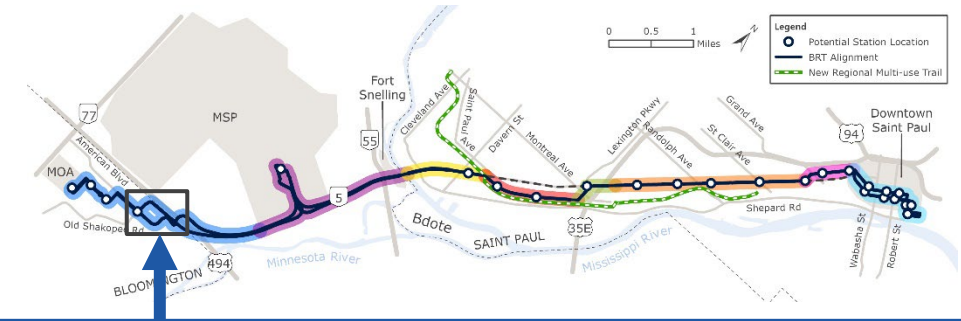 77
American Blvd
MOA
MSP
Old Shakopee Rd
BLOOMINGTON
494
Minnesota River
5
Fort
Snelling
55
Cleveland Ave
Saint Paul
Ave
Davern St
Montreal Ave
Bdote
SAINT PAUL
Mississippi River
35E
Lexington Pkwy
Randolph Ave
St Clair Ave
Grand Ave
Shepard Rd
94
Downtown
Saint Paul
Wabasha St
Robert St
0 0.5 1
Miles
Legend
Potential Station Location
BRT Alignment
New Regional Multi-use Trail